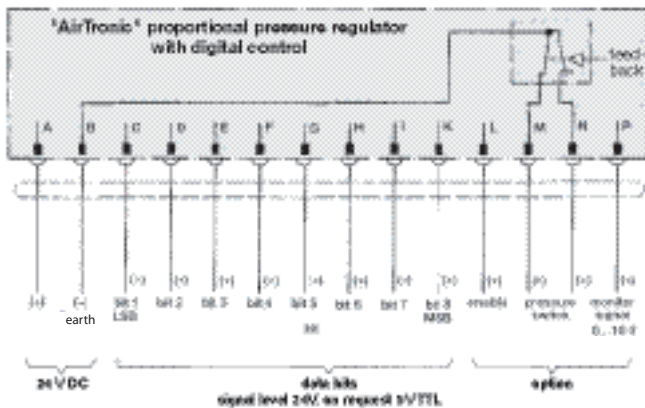 "AirTronic" proportional pressure regulator
with digital control
feed-
back
A B C D E F G H I K L M N P
(+) (+) (+) (+) (+) (+) (+) (+) (+) (+) (+)
(+) (-) bit 1 bit 2 bit 3 bit 4 bit 5 bit 6 bit 7 bit 8 enable pressure monitor
earth LSB MSB switch signal
0...10 V
24 V DC data bits option
signal level 24V, on request 5V/TTL